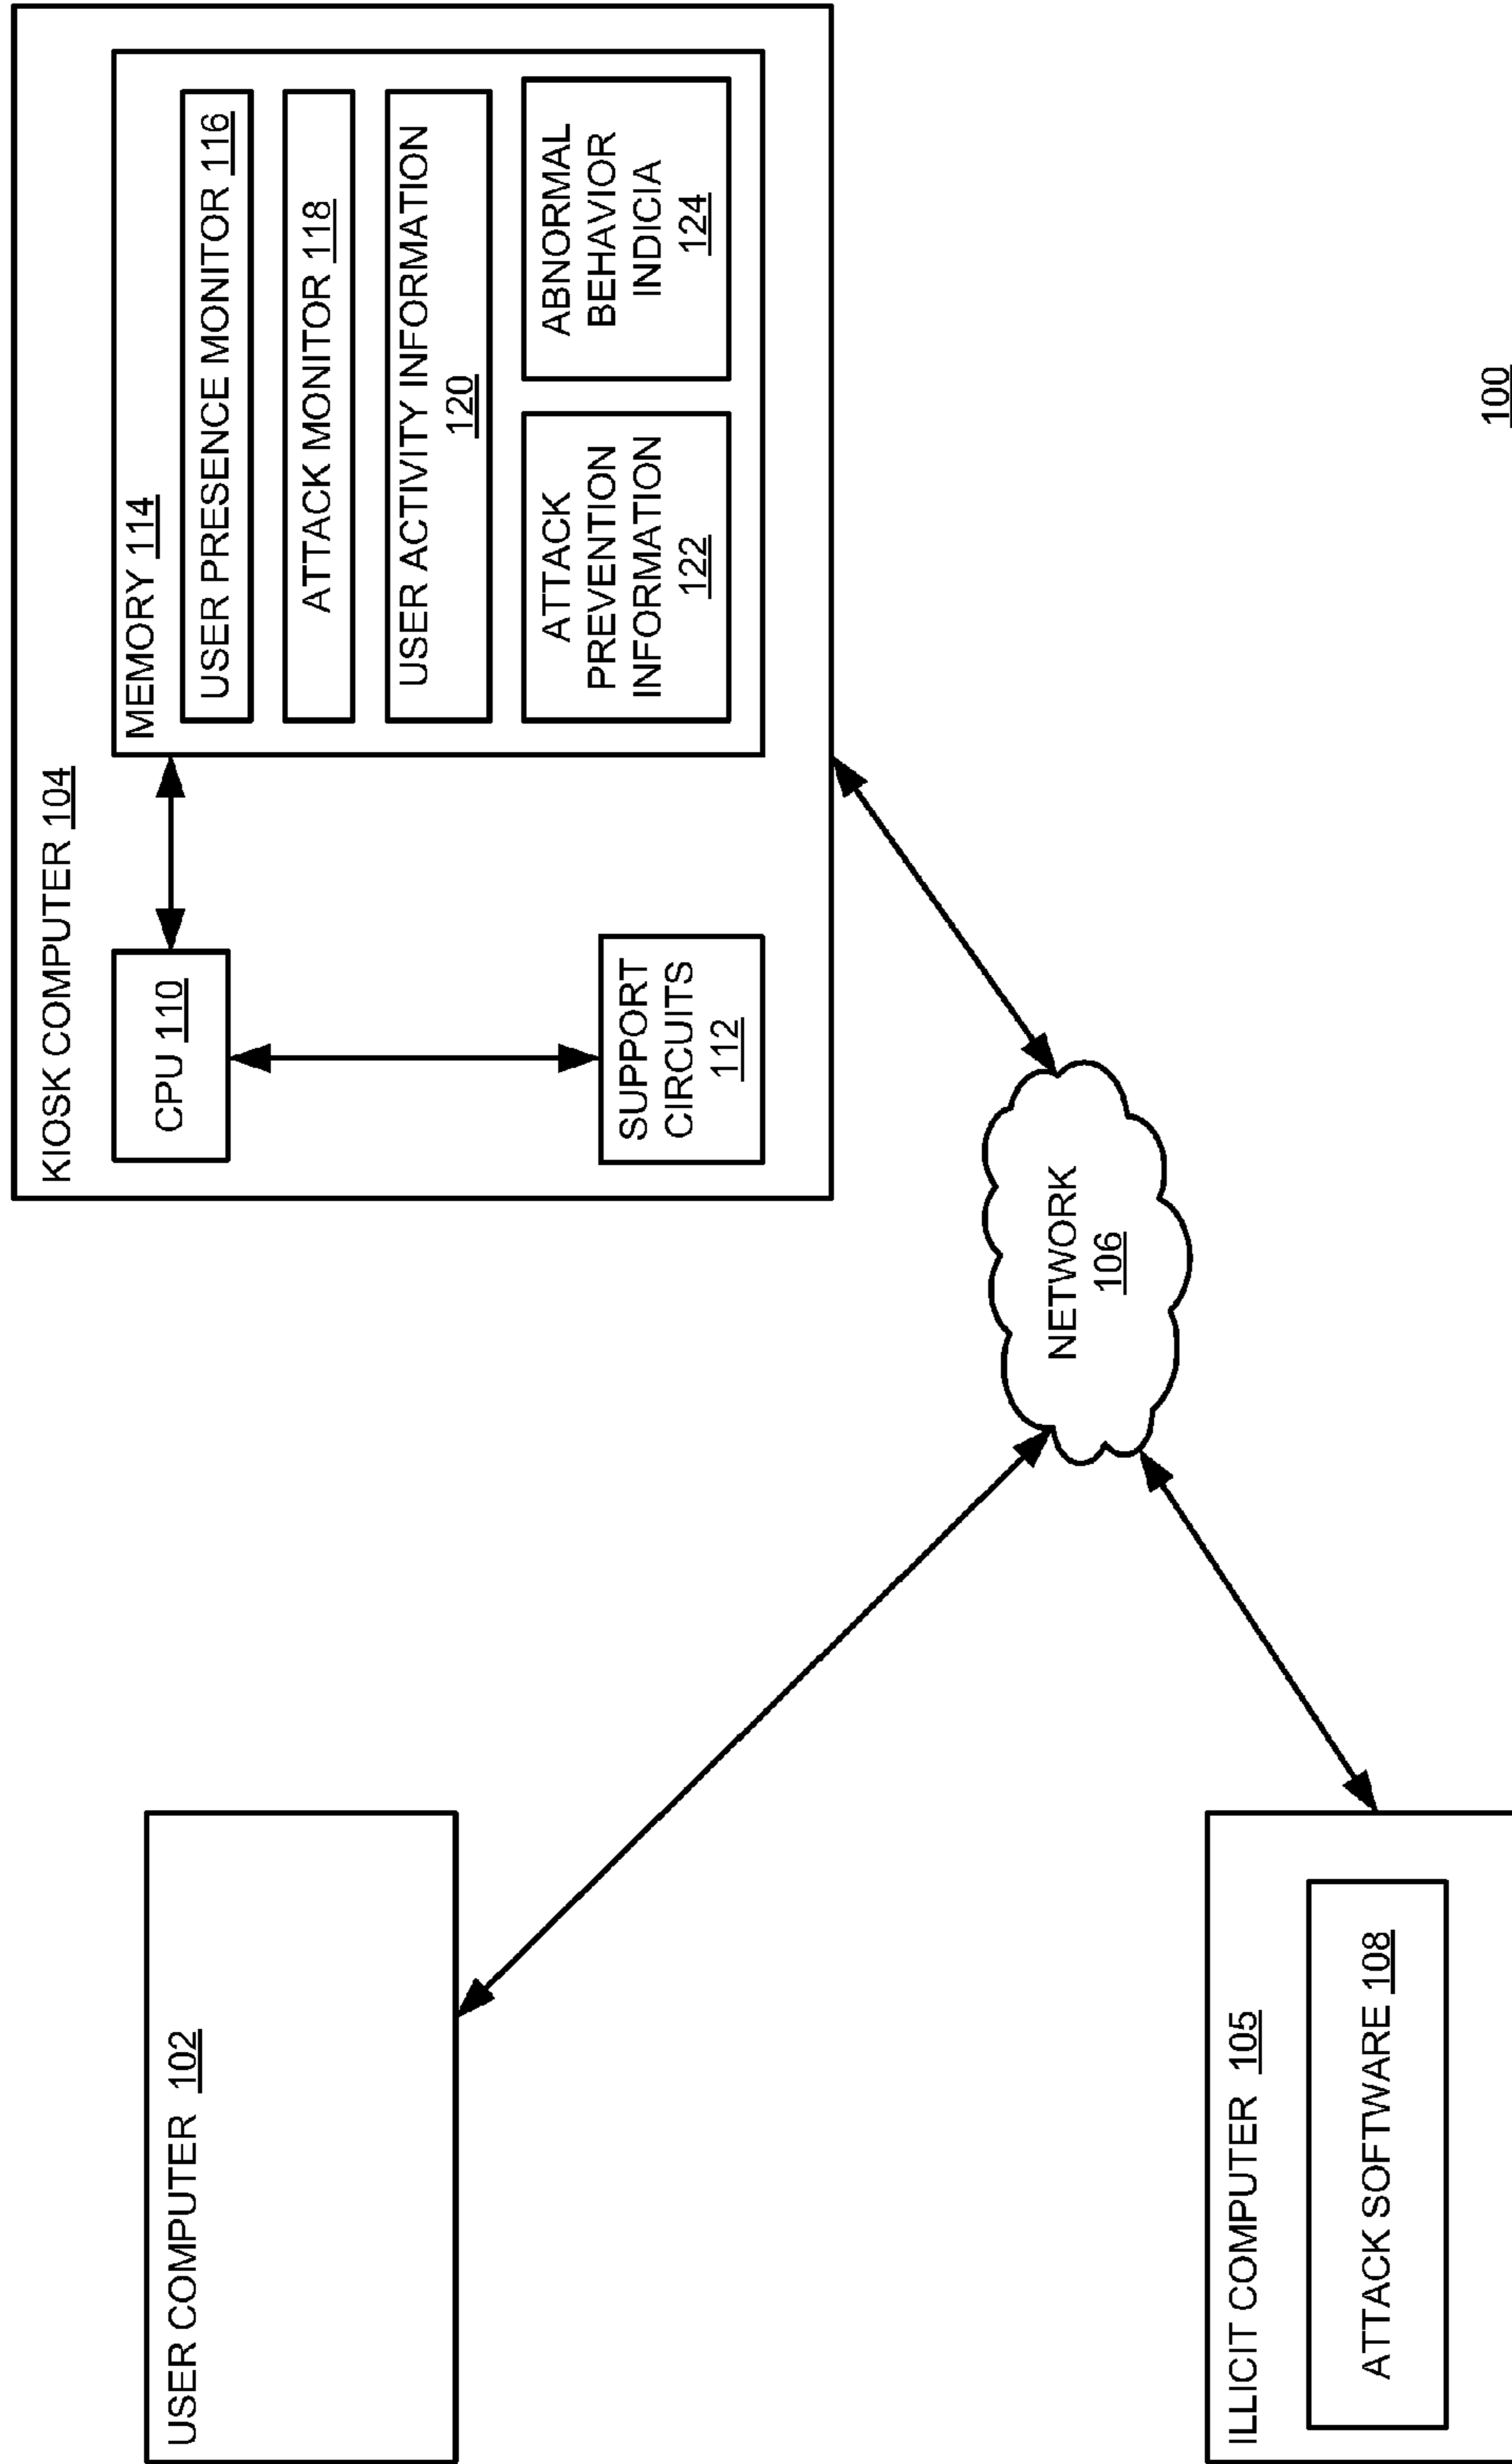 USER COMPUTER 102
ILLICIT COMPUTER 105
ATTACK SOFTWARE 108
NETWORK
106
KIOSK COMPUTER 104
CPU 110
SUPPORT
CIRCUITS
112
MEMORY 114
USER PRESENCE MONITOR 116
ATTACK MONITOR 118
USER ACTIVITY INFORMATION
120
ATTACK
PREVENTION
INFORMATION
122
ABNORMAL
BEHAVIOR
INDICIA
124
100